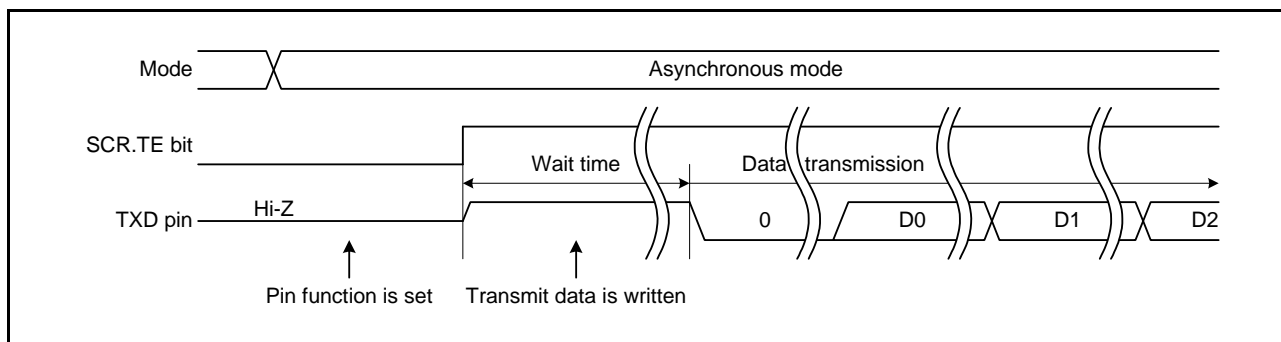 Mode
Asynchronous mode
SCR.TE bit
Wait time
Data transmission
TXD pin
Hi-Z
0
D0
D1
D2
Pin function is set
Transmit data is written